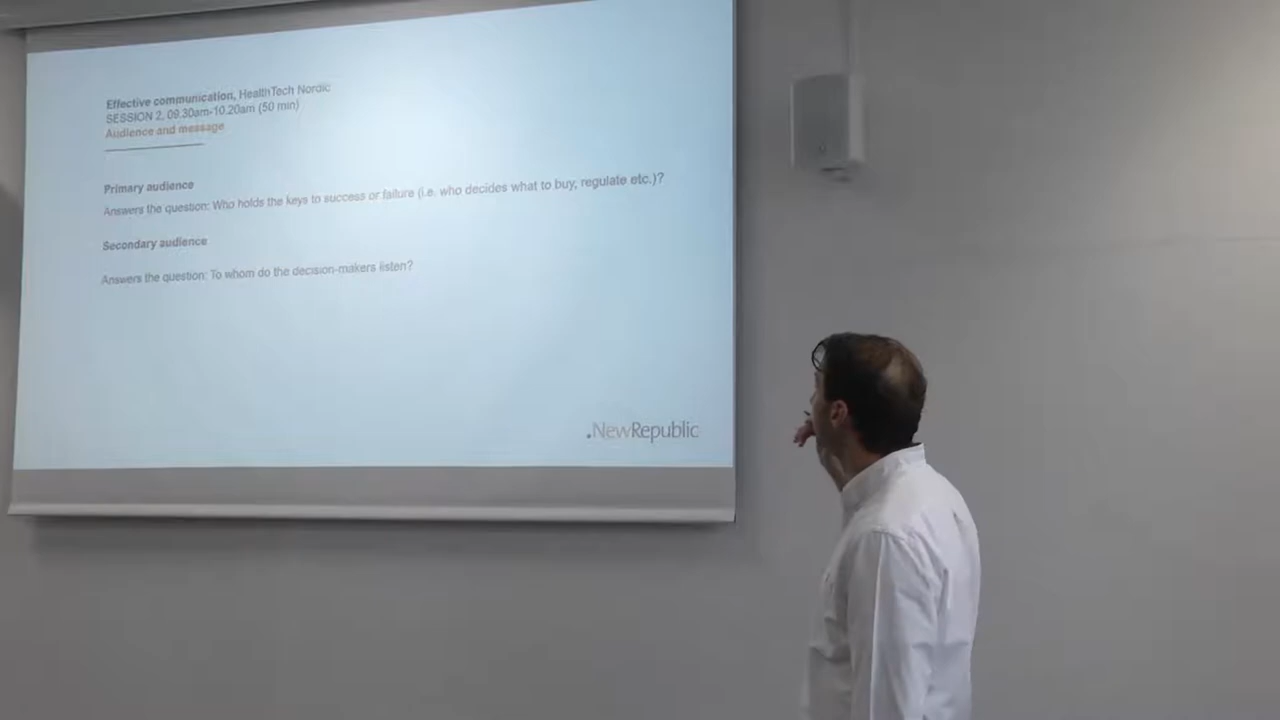 Effective communication, HealthTech Nordic
SESSION 2, 09.30am-10.20am (50 min)
Audience and message
Primary audience
Answers the question: Who holds the keys to success or failure (i.e. who decides what to buy, regulate etc.)?
Secondary audience
Answers the question: To whom do the decision-makers listen?
.NewRepublic